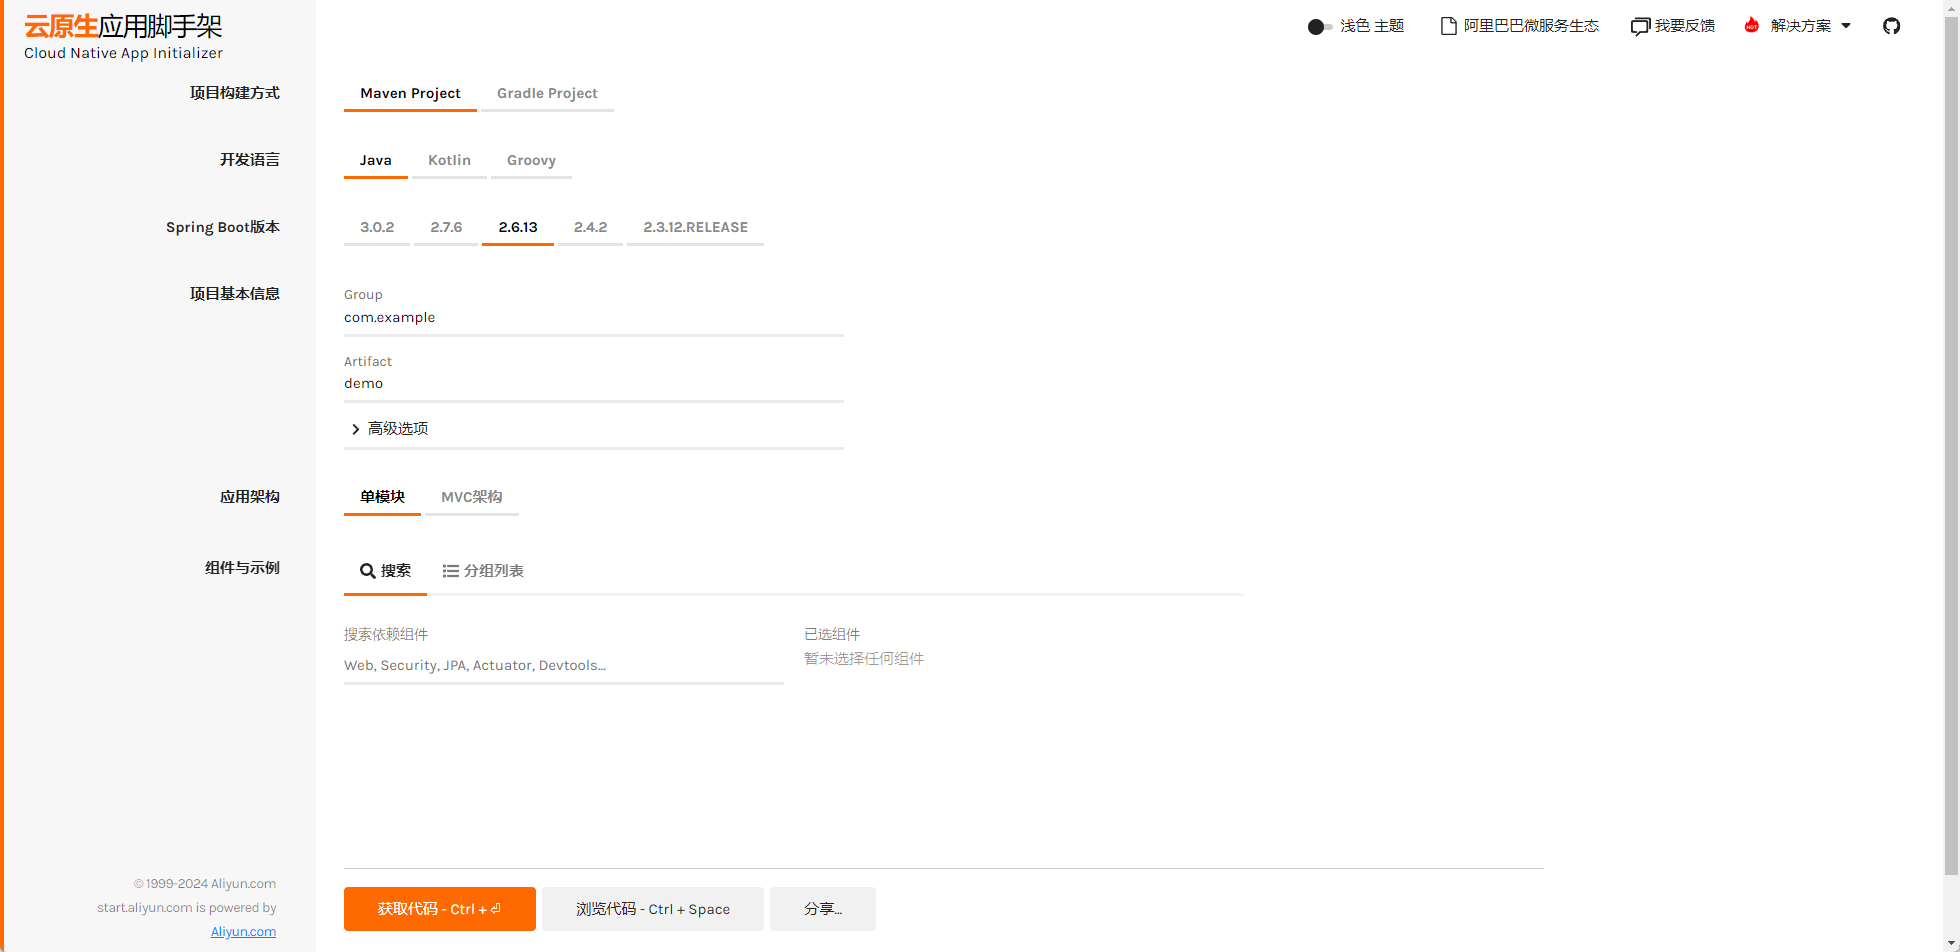 云原生应用脚手架
Cloud Native App Initializer
浅色 主题
阿里巴巴微服务生态
我要反馈
HOT
解决方案
项目构建方式
Maven Project
Gradle Project
开发语言
Java
Kotlin
Groovy
Spring Boot版本
3.0.2
2.7.6
2.6.13
2.4.2
2.3.12.RELEASE
项目基本信息
Group
com.example
Artifact
demo
高级选项
应用架构
单模块
MVC架构
组件与示例
搜索
分组列表
搜索依赖组件
Web, Security, JPA, Actuator, Devtools...
已选组件
暂未选择任何组件
© 1999-2024 Aliyun.com
start.aliyun.com is powered by
Aliyun.com
获取代码 - Ctrl + ⏎
浏览代码 - Ctrl + Space
分享...